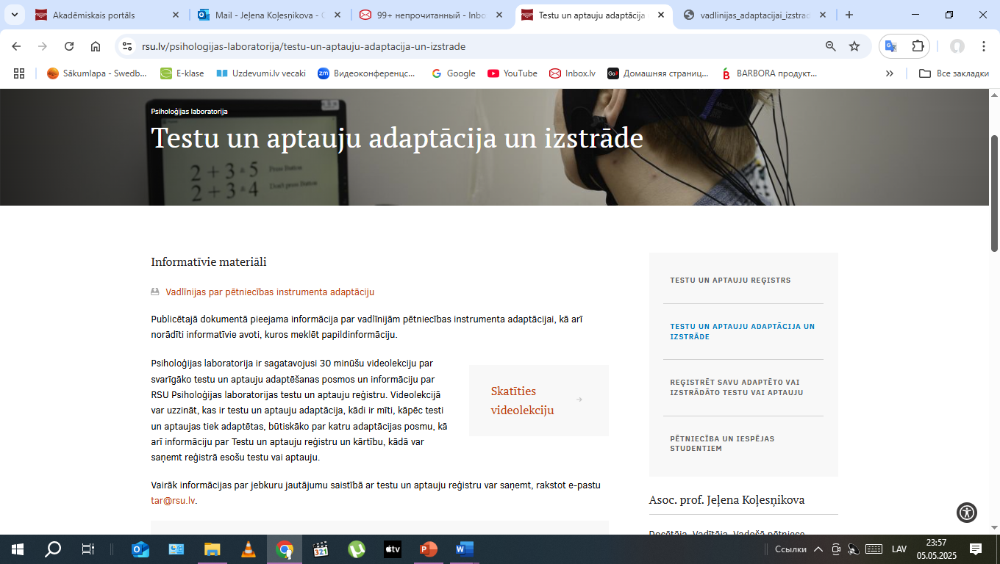 Akadēmiskais portāls
Mail - Jeļena Koļesņikova - 
99+ непрочитанный - Inbo
Testu un aptauju adaptācija
vadlinijas_adaptacijai_izstrad
rsu.lv/psihologijas-laboratorija/testu-un-aptauju-adaptacija-un-izstrade
Sākumlapa - Swedb...
E-klase
Uzdevumi.lv vecaki
zm
Видеоконференцс...
Google
YouTube
Inbox.lv
Go3
Домашняя страниц...
BARBORA продукт...
Все закладки
Psiholoģijas laboratorija
Testu un aptauju adaptācija un izstrāde
2 + 3 = 5 Press Button
2 + 3 = 4 Don't press Button
Informatīvie materiāli
Vadlīnijas par pētniecības instrumenta adaptāciju
Publicētajā dokumentā pieejama informācija par vadlīnijām pētniecības instrumenta adaptācijai, kā arī
norādīti informatīvie avoti, kuros meklēt papildinformāciju.
Psiholoģijas laboratorija ir sagatavojusi 30 minūšu videolekciju par
svarīgāko testu un aptauju adaptēšanas posmos un informāciju par
RSU Psiholoģijas laboratorijas testu un aptauju reģistru. Videolekcijā
var uzzināt, kas ir testu un aptauju adaptācija, kādi ir mīti, kāpēc testi
un aptaujas tiek adaptētas, būtiskāko par katru adaptācijas posmu, kā
arī informāciju par Testu un aptauju reģistru un kārtību, kādā var
saņemt reģistrā esošu testu vai aptauju.
Skatīties
videolekciju
Vairāk informācijas par jebkuru jautājumu saistībā ar testu un aptauju reģistru var saņemt, rakstot e-pastu
tar@rsu.lv.
TESTU UN APTAUJU REĢISTRS
TESTU UN APTAUJU ADAPTĀCIJA UN
IZSTRĀDE
REĢISTRĒT SAVU ADAPTĒTO VAI
IZSTRĀDĀTO TESTU VAI APTAUJU
PĒTNIECĪBA UN IESPĒJAS
STUDENTIEM
Asoc. prof. Jeļena Koļesņikova
Docētāja, Vadītāja, Vadošā pētniece
321
tv
Ссылки
LAV
23:57
05.05.2025